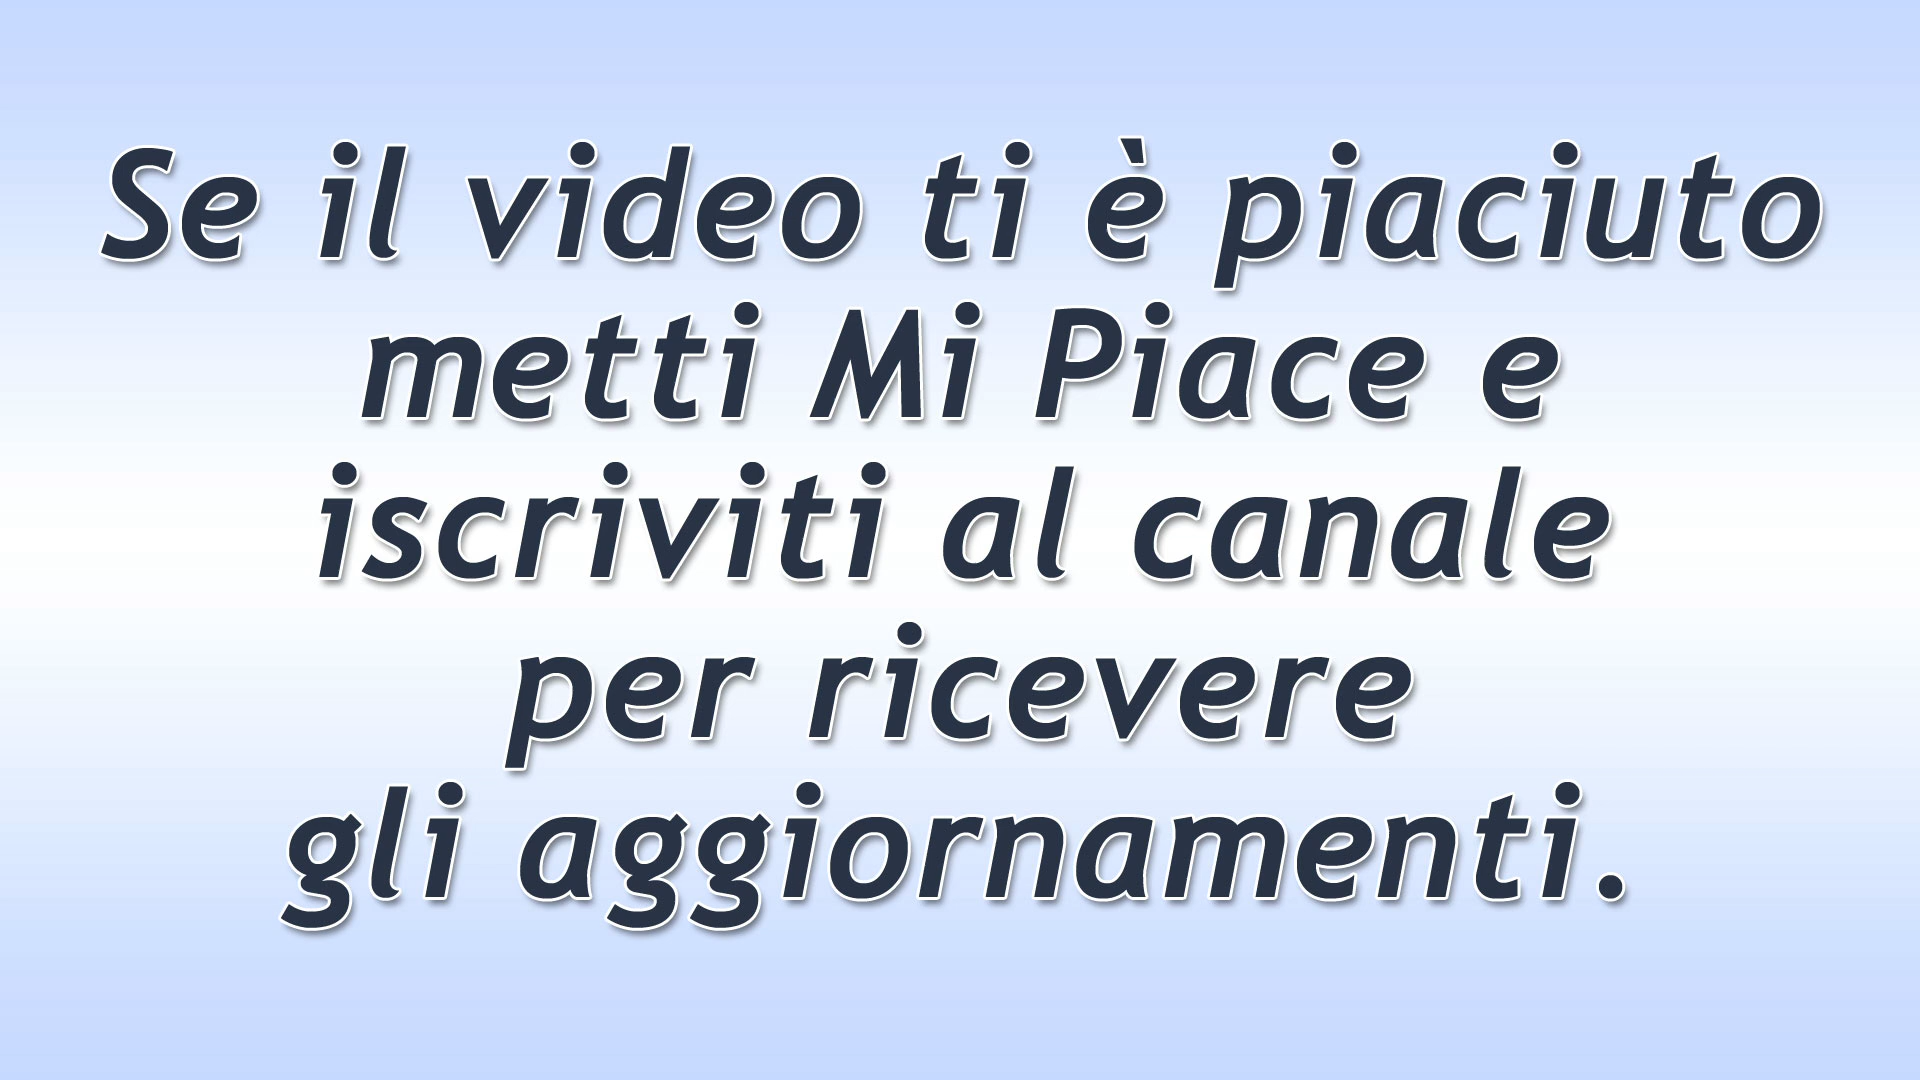 Se il video ti è piaciuto
metti Mi Piace e
iscriviti al canale
per ricevere
gli aggiornamenti.